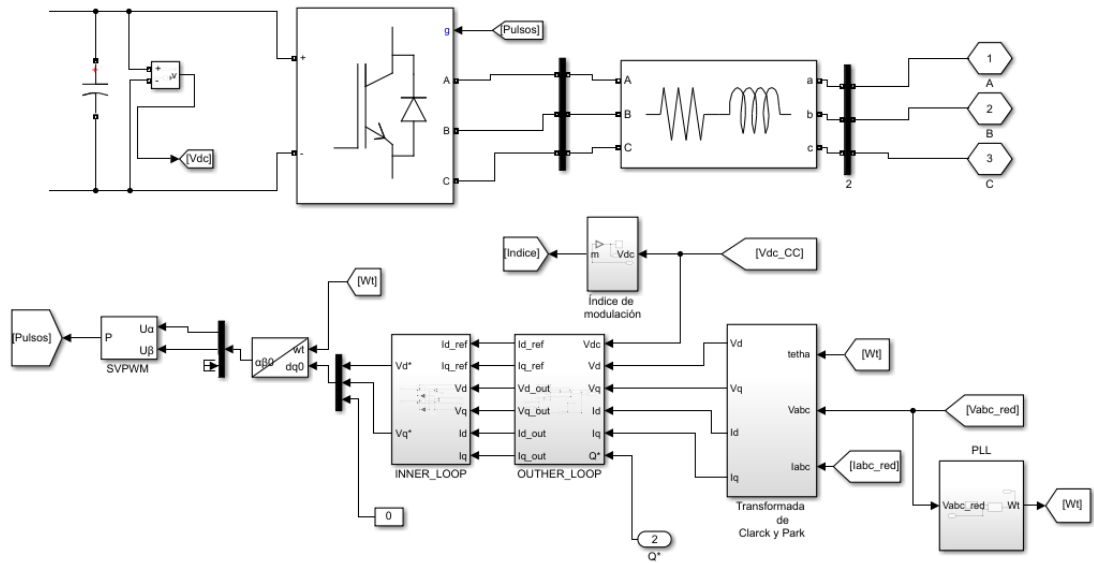 +
-
v
[Vdc]
+
-
g
A
B
C
[Pulsos]
A
B
C
a
b
c
2
1
A
2
B
3
C
[Indice]
m
Vdc
Índice de
modulación
[Vdc_CC]
[Wt]
[Pulsos]
P
Uα
Uβ
SVPWM
αβ0
wt
dq0
Vd*
Vq*
Id_ref
Iq_ref
Vd
Vq
Id
Iq
INNER_LOOP
Id_ref
Iq_ref
Vd_out
Vq_out
Id_out
Iq_out
Vdc
Vd
Vq
Id
Iq
Q*
OUTHER_LOOP
Vd
Vq
Id
Iq
tetha
Vabc
Iabc
Transformada
de
Clarck y Park
[Wt]
[Vabc_red]
[Iabc_red]
PLL
Vabc_red
Wt
[Wt]
0
2
Q*